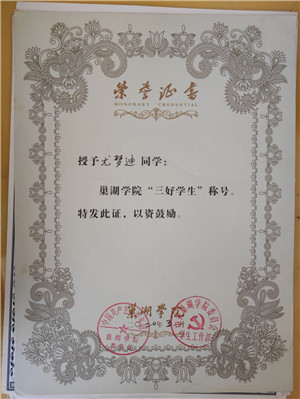 荣誉证书
HONORARY CREDENTIAL
授予尤梦迪同学:
巢湖学院“三好学生”称号。
特发此证,以资鼓励。
巢湖学院